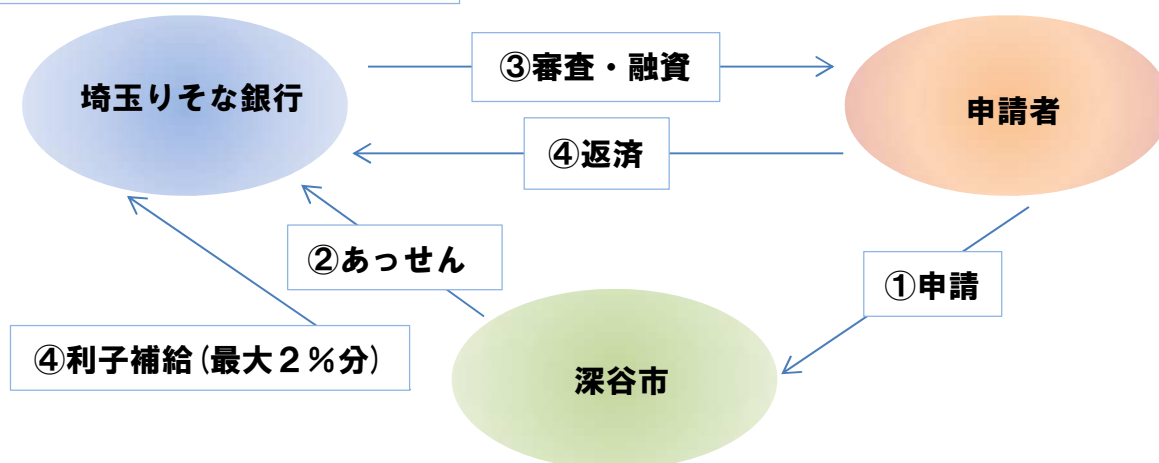 埼玉りそな銀行
③審査・融資
申請者
④返済
②あっせん
①申請
④利子補給(最大2%分)
深谷市